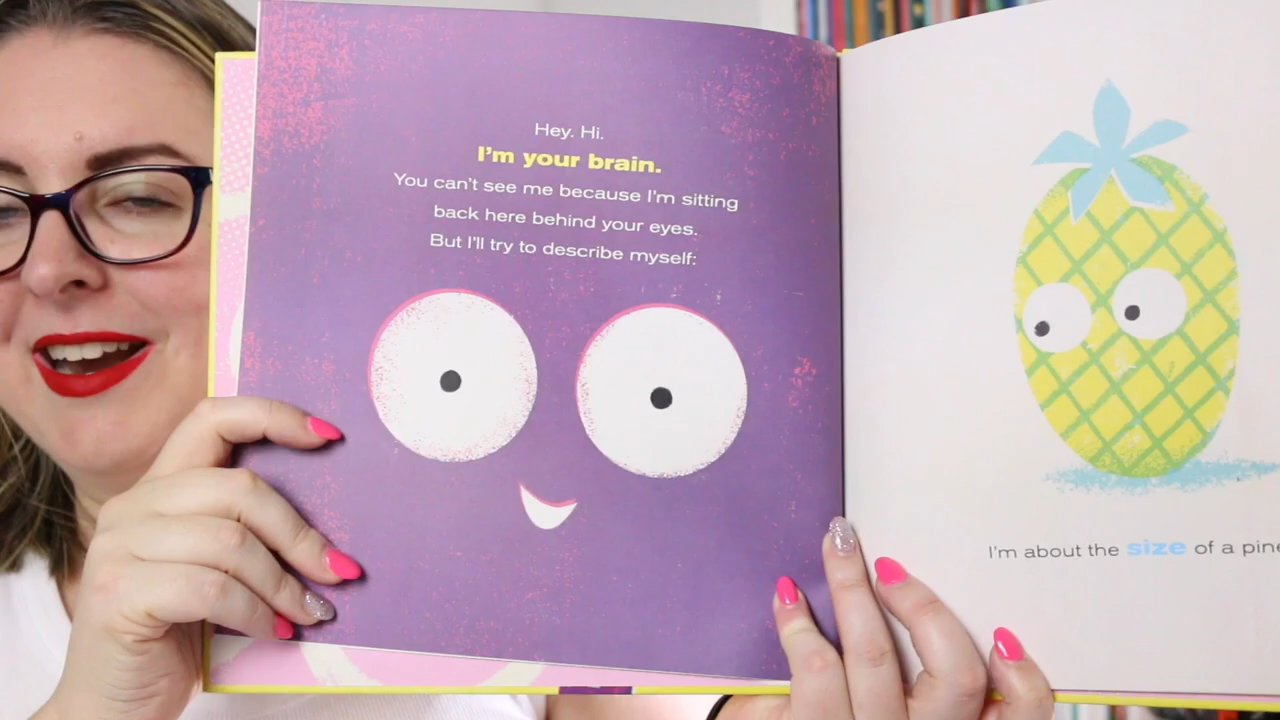 Hey. Hi.
I'm your brain.
You can't see me because I'm sitting
back here behind your eyes.
But I'll try to describe myself:
I'm about the size of a pine